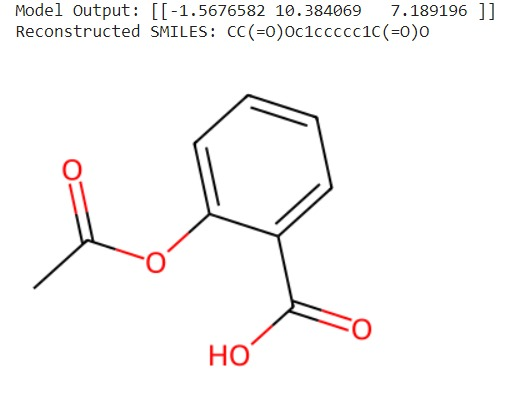 Model Output: [[-1.5676582 10.384069   7.189196 ]]
Reconstructed SMILES: CC(=O)Oc1ccccc1C(=O)O
O
O
O
HO